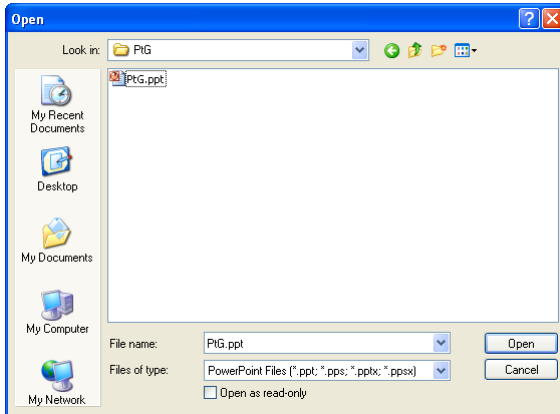 Open
Look in:
PtG
PtG.ppt
My Recent
Documents
Desktop
My Documents
My Computer
My Network
File name:
PtG.ppt
Open
Files of type:
PowerPoint Files (*.ppt; *.pps; *.pptx; *.ppsx)
Cancel
Open as read-only